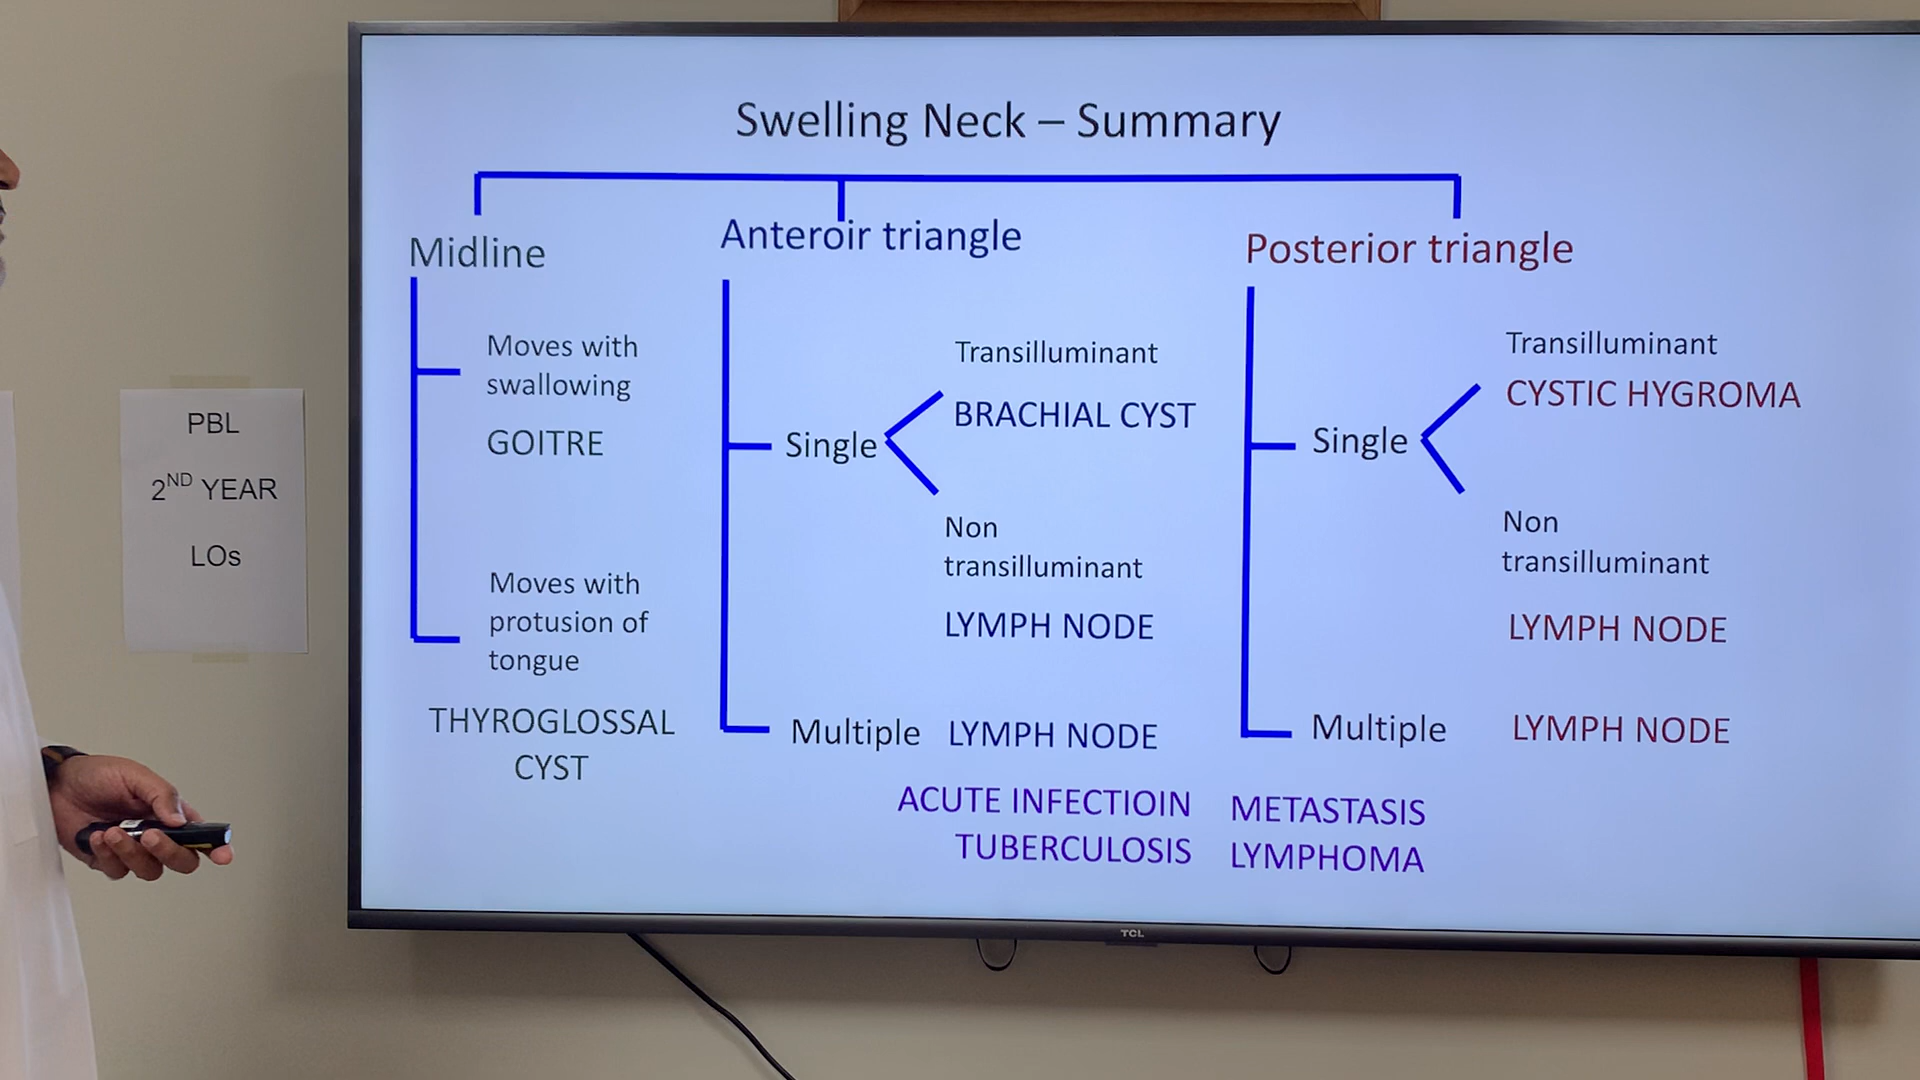 Swelling Neck – Summary
Midline
Moves with
swallowing
GOITRE
Moves with
protusion of
tongue
THYROGLOSSAL
CYST
Anteroir triangle
Single
Transilluminant
BRACHIAL CYST
Non
transilluminant
LYMPH NODE
Multiple LYMPH NODE
Posterior triangle
Single
Transilluminant
CYSTIC HYGROMA
Non
transilluminant
LYMPH NODE
Multiple LYMPH NODE
ACUTE INFECTIOIN METASTASIS
TUBERCULOSIS LYMPHOMA
PBL
2ND YEAR
LOs
TCL